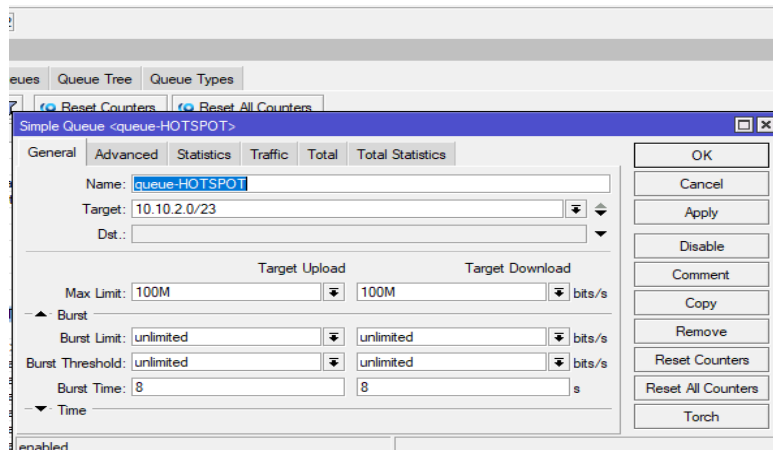 eues Queue Tree Queue Types
Reset Counters Reset All Counters
Simple Queue <queue-HOTSPOT>
General Advanced Statistics Traffic Total Total Statistics
OK
Name: queue-HOTSPOT
Cancel
Target: 10.10.2.0/23
Apply
Dst.:
Disable
Target Upload Target Download
Comment
Max Limit: 100M 100M bits/s
Copy
Burst
Burst Limit: unlimited unlimited bits/s
Remove
Burst Threshold: unlimited unlimited bits/s
Reset Counters
Burst Time: 8 8 s
Reset All Counters
Time
Torch
enabled